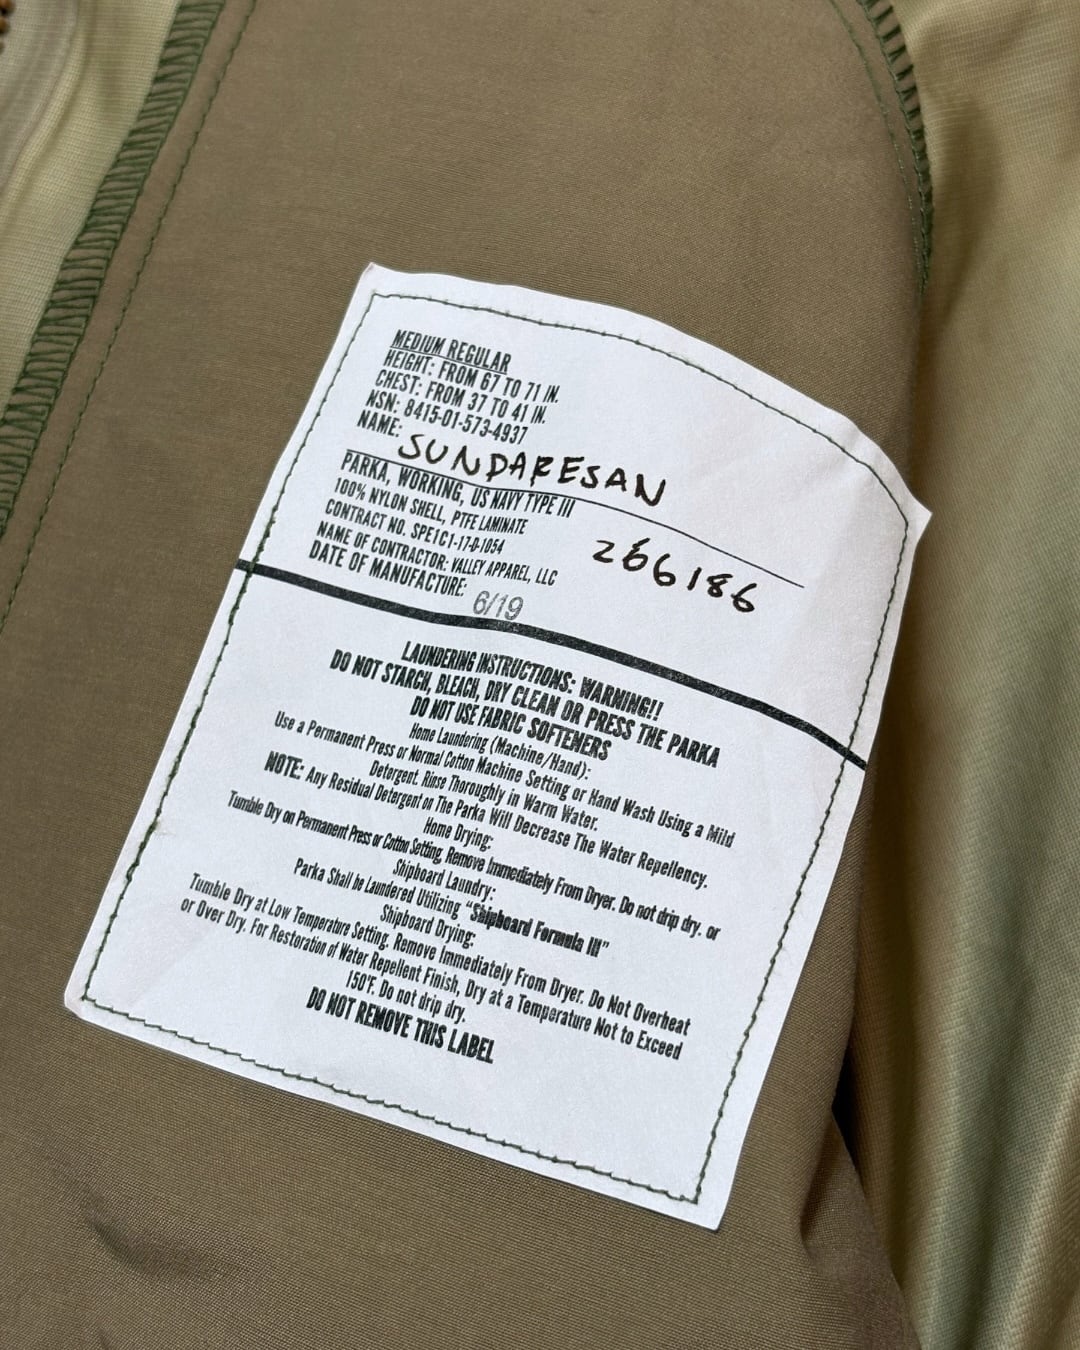 MEDIUM REGULAR
HEIGHT: FROM 67 TO 71 IN.
CHEST: FROM 37 TO 41 IN.
NSN: 8415-01-573-4937
NAME: SUNDARESAN
PARKA, WORKING, US NAVY TYPE III
100% NYLON SHELL, PTFE LAMINATE
266186
CONTRACT NO. SPE1C1-17-D-1054
NAME OF CONTRACTOR: VALLEY APPAREL, LLC
DATE OF MANUFACTURE: 6/19
LAUNDERING INSTRUCTIONS: WARNING!!
DO NOT STARCH, BLEACH, DRY CLEAN OR PRESS THE PARKA
DO NOT USE FABRIC SOFTENERS
Home Laundering (Machine/Hand):
Use a Permanent Press or Normal Cotton Machine Setting or Hand Wash Using a Mild
Detergent. Rinse Thoroughly in Warm Water.
NOTE: Any Residual Detergent on The Parka Will Decrease The Water Repellency.
Home Drying:
Tumble Dry on Permanent Press or Cotton Setting, Remove Immediately From Dryer. Do not drip dry. or
Shipboard Laundry:
Parka Shall be Laundered Utilizing "Shipboard Formula III"
Shipboard Drying:
Tumble Dry at Low Temperature Setting. Remove Immediately From Dryer. Do Not Overheat
or Over Dry. For Restoration of Water Repellent Finish, Dry at a Temperature Not to Exceed
150°F. Do not drip dry.
DO NOT REMOVE THIS LABEL